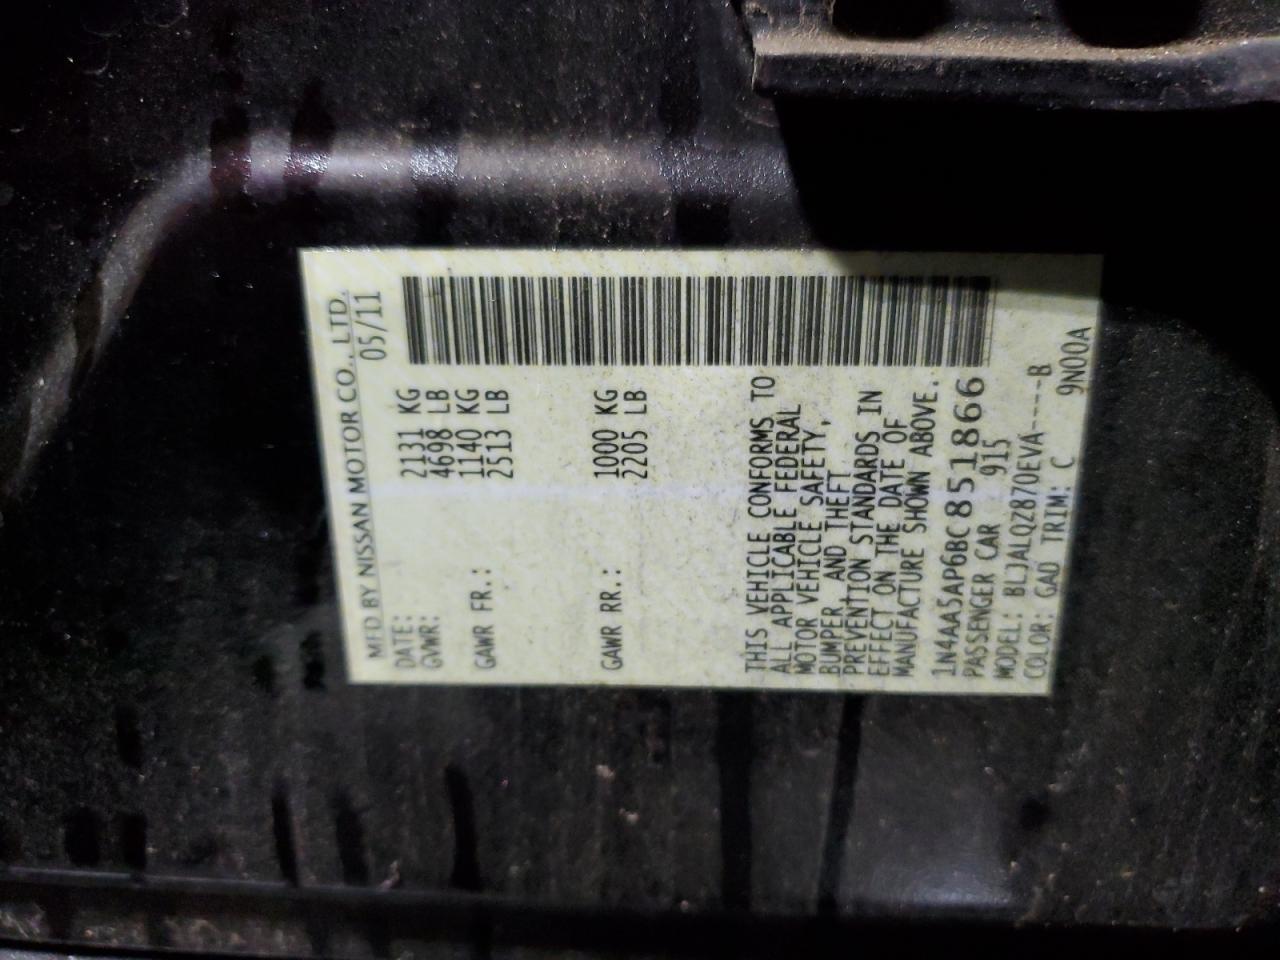 MFD BY NISSAN MOTOR CO., LTD.
DATE: 05/11
GVWR: 2131 KG
4698 LB
GAWR FR.: 1140 KG
2513 LB
GAWR RR.: 1000 KG
2205 LB
THIS VEHICLE CONFORMS TO
ALL APPLICABLE FEDERAL
MOTOR VEHICLE SAFETY,
BUMPER, AND THEFT
PREVENTION STANDARDS IN
EFFECT ON THE DATE OF
MANUFACTURE SHOWN ABOVE.
1N4AA5AP6BC851866
PASSENGER CAR 915
MODEL: BLJALQZ870EVA----B
COLOR: GAD TRIM: C 9N00A